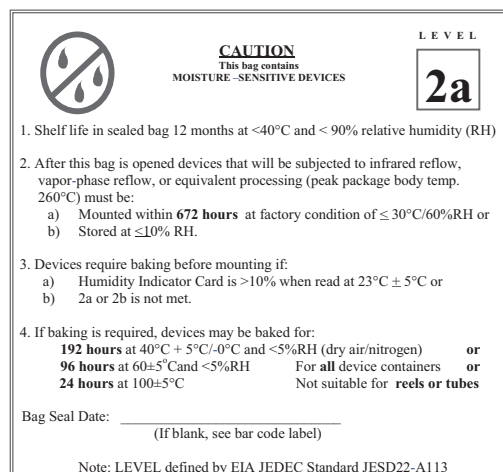 LEVEL
CAUTION
This bag contains
MOISTURE –SENSITIVE DEVICES
2a
1. Shelf life in sealed bag 12 months at <40°C and < 90% relative humidity (RH)
2. After this bag is opened devices that will be subjected to infrared reflow,
vapor-phase reflow, or equivalent processing (peak package body temp.
260°C) must be:
a) Mounted within 672 hours at factory condition of ≤ 30°C/60%RH or
b) Stored at ≤10% RH.
3. Devices require baking before mounting if:
a) Humidity Indicator Card is >10% when read at 23°C ± 5°C or
b) 2a or 2b is not met.
4. If baking is required, devices may be baked for:
192 hours at 40°C + 5°C/-0°C and <5%RH (dry air/nitrogen) or
96 hours at 60±5°Cand <5%RH For all device containers or
24 hours at 100±5°C Not suitable for reels or tubes
Bag Seal Date: ________________________________
(If blank, see bar code label)
Note: LEVEL defined by EIA JEDEC Standard JESD22-A113